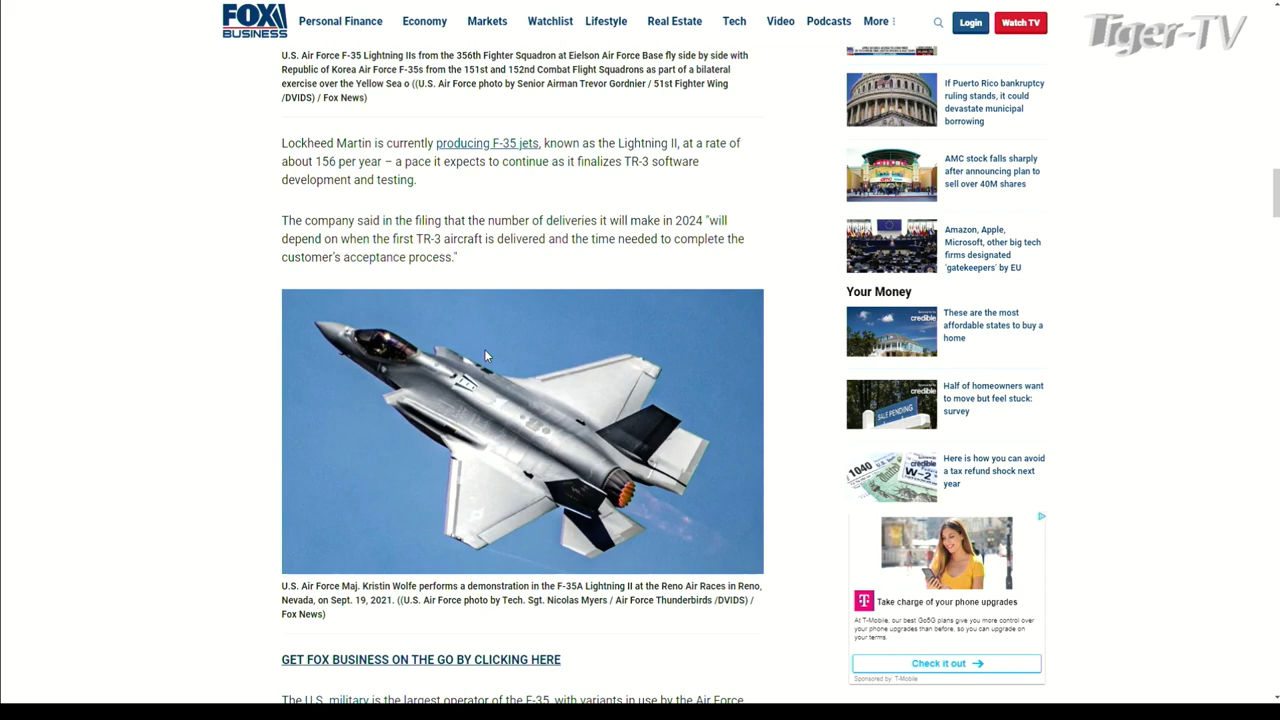 FOX
BUSINESS
Personal Finance
Economy
Markets
Watchlist
Lifestyle
Real Estate
Tech
Video
Podcasts
More
Login
Watch TV
Tiger-TV
U.S. Air Force F-35 Lightning IIs from the 356th Fighter Squadron at Eielson Air Force Base fly side by side with
Republic of Korea Air Force F-35s from the 151st and 152nd Combat Flight Squadrons as part of a bilateral
exercise over the Yellow Sea o ((U.S. Air Force photo by Senior Airman Trevor Gordnier / 51st Fighter Wing
/DVIDS) / Fox News)
Lockheed Martin is currently producing F-35 jets, known as the Lightning II, at a rate of
about 156 per year – a pace it expects to continue as it finalizes TR-3 software
development and testing.
The company said in the filing that the number of deliveries it will make in 2024 "will
depend on when the first TR-3 aircraft is delivered and the time needed to complete the
customer's acceptance process."
U.S. Air Force Maj. Kristin Wolfe performs a demonstration in the F-35A Lightning II at the Reno Air Races in Reno,
Nevada, on Sept. 19, 2021. ((U.S. Air Force photo by Tech. Sgt. Nicolas Myers / Air Force Thunderbirds /DVIDS) /
Fox News)
GET FOX BUSINESS ON THE GO BY CLICKING HERE
The U.S. military is the largest operator of the F-35, with variants in use by the Air Force
If Puerto Rico bankruptcy
ruling stands, it could
devastate municipal
borrowing
amc
AMC stock falls sharply
after announcing plan to
sell over 40M shares
Amazon, Apple,
Microsoft, other big tech
firms designated
'gatekeepers' by EU
Your Money
credible
These are the most
affordable states to buy a
home
credible
SALE PENDING
Half of homeowners want
to move but feel stuck:
survey
1040
credible
W-2
Here is how you can avoid
a tax refund shock next
year
T
Take charge of your phone upgrades
At T-Mobile, our best Go5G plans give you more control over
your phone upgrades than before, so you can upgrade on
your terms.
Check it out
Sponsored by: T-Mobile